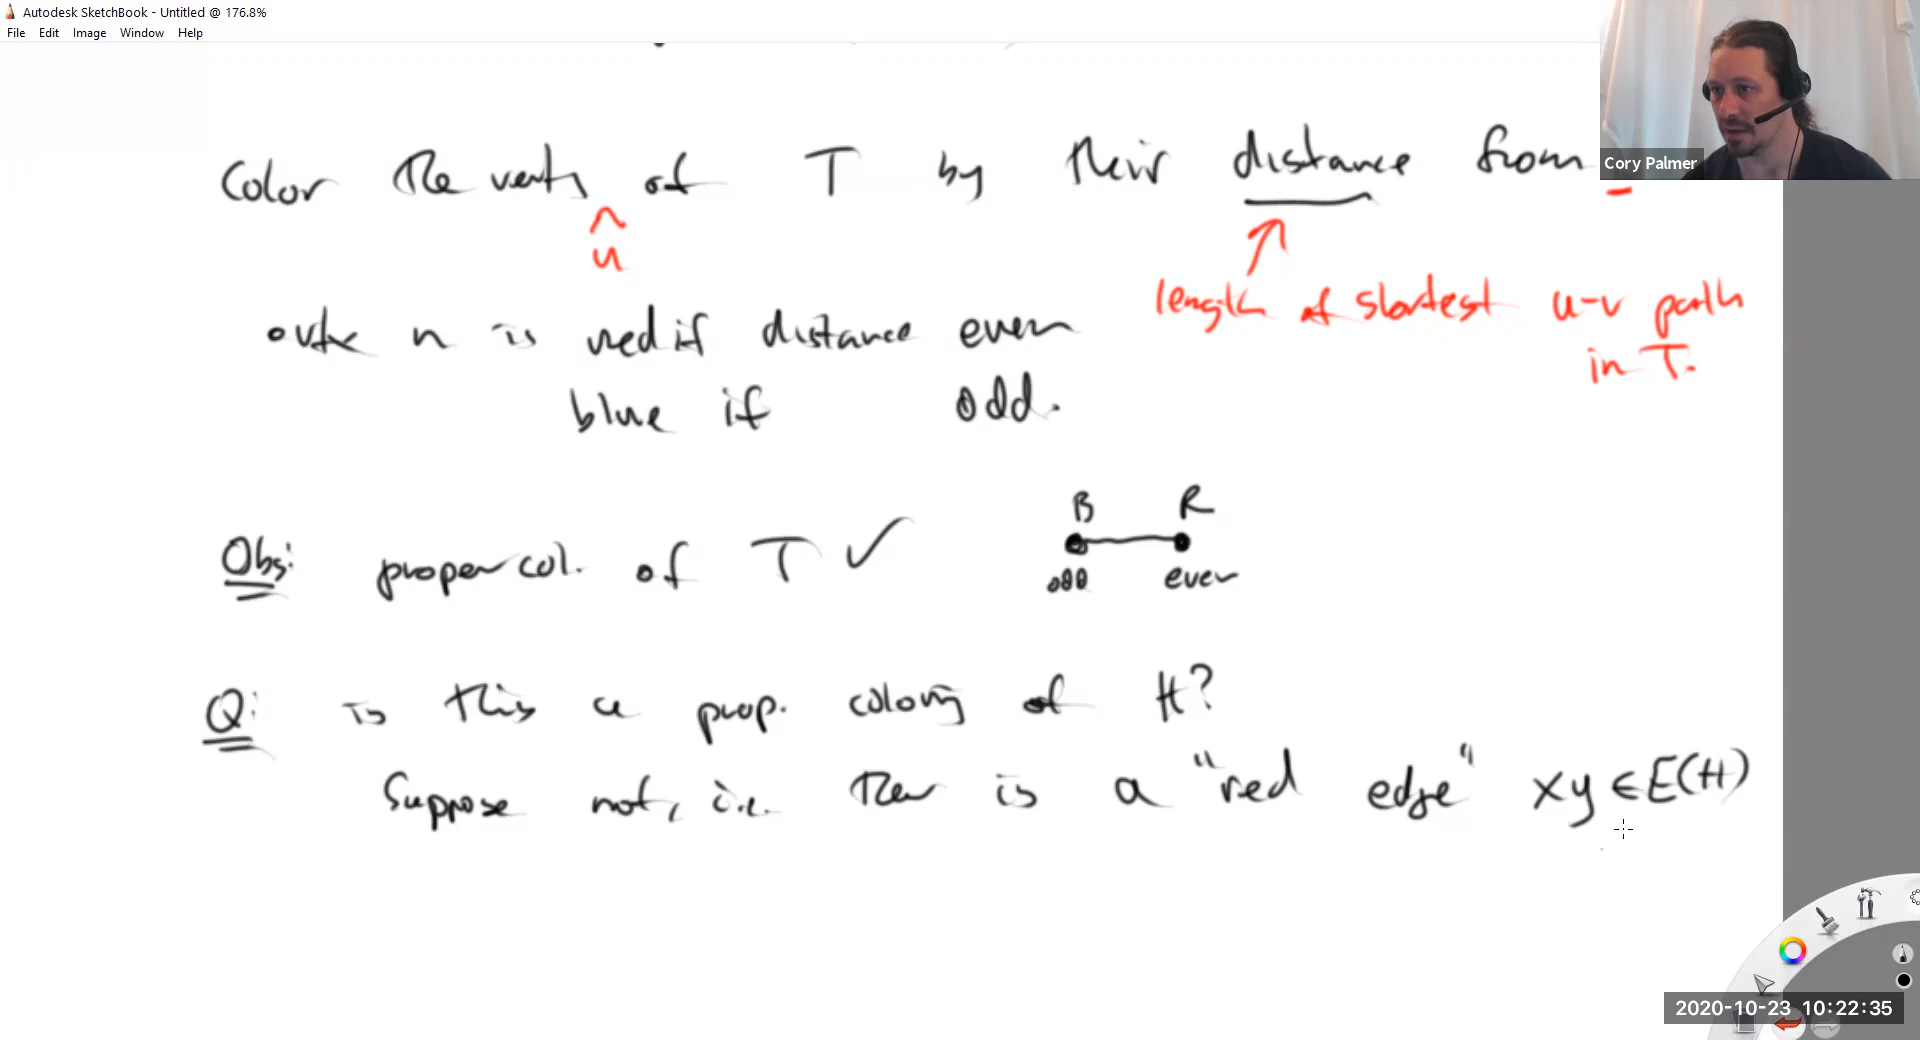 Autodesk SketchBook - Untitled @ 176.8%
File Edit Image Window Help
Cory Palmer
Color the verts of T by their distance from
u
length of shortest u-v path
in T.
vtx u is red if distance even
blue if odd.
B R
Obs: proper col. of T ✓
odd even
Q: is this a prop. coloring of H?
Suppose not, i.e. there is a "red edge" xy ∈ E(H)
2020-10-23 10:22:35